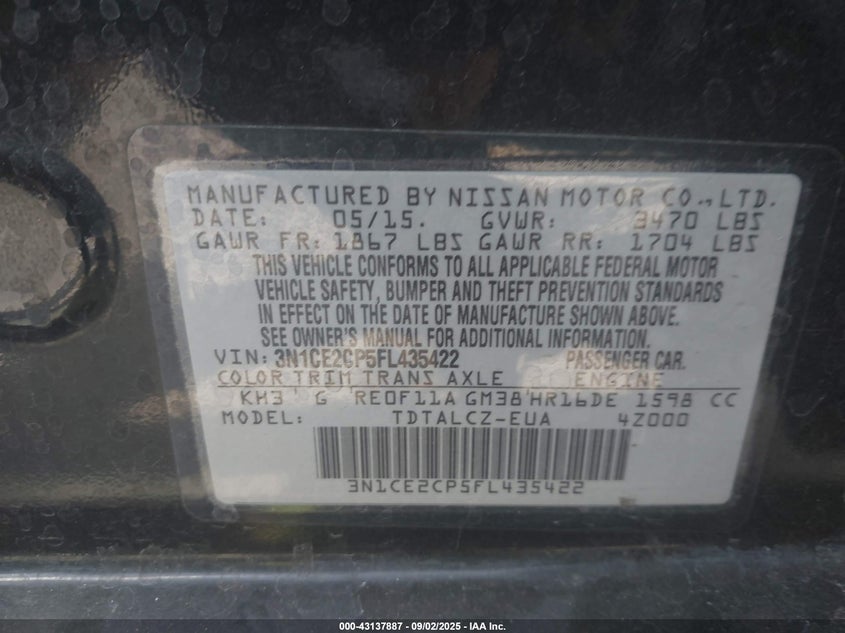 MANUFACTURED BY NISSAN MOTOR CO., LTD.
DATE: 05/15. GVWR: 3470 LBS
GAWR FR: 1867 LBS GAWR RR: 1704 LBS
THIS VEHICLE CONFORMS TO ALL APPLICABLE FEDERAL MOTOR
VEHICLE SAFETY, BUMPER AND THEFT PREVENTION STANDARDS
IN EFFECT ON THE DATE OF MANUFACTURE SHOWN ABOVE.
SEE OWNER'S MANUAL FOR ADDITIONAL INFORMATION.
VIN: 3N1CE2CP5FL435422 PASSENGER CAR.
COLOR TRIM TRANS AXLE ENGINE
KH3 G RE0F11A GM38 HR16DE 1598 CC
MODEL: TDTALCZ-EUA 4Z000
3N1CE2CP5FL435422
000-43137887 - 09/02/2025 - IAA Inc.